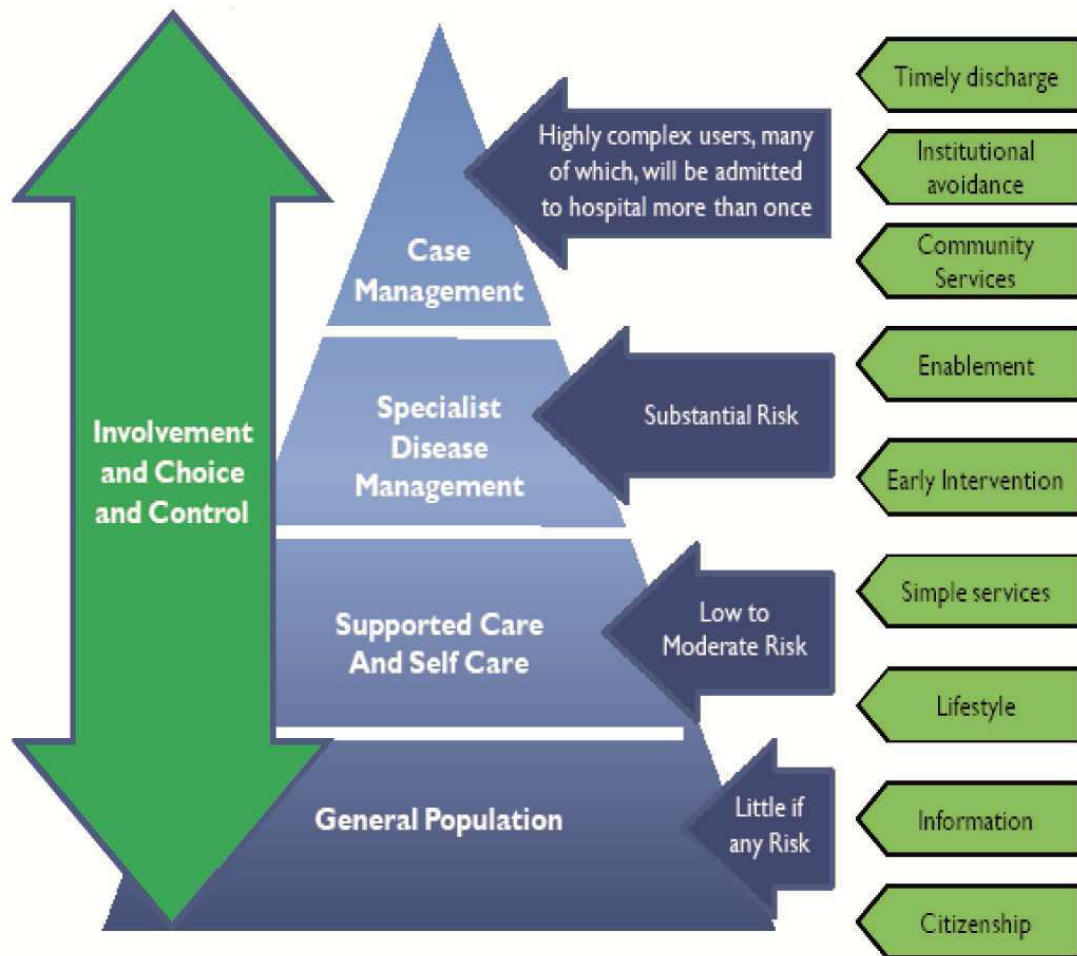 Involvement
and Choice
and Control
Case
Management
Specialist
Disease
Management
Supported Care
And Self Care
General Population
Highly complex users, many
of which, will be admitted
to hospital more than once
Substantial Risk
Low to
Moderate Risk
Little if
any Risk
Timely discharge
Institutional
avoidance
Community
Services
Enablement
Early Intervention
Simple services
Lifestyle
Information
Citizenship